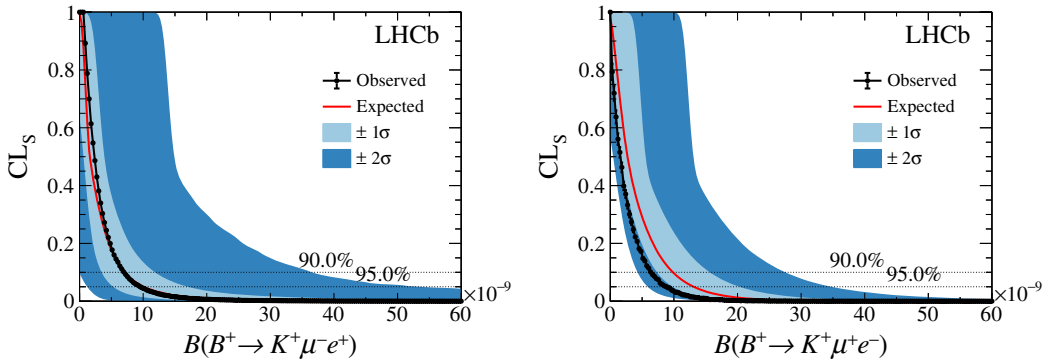 LHCb
Observed
Expected
± 1σ
± 2σ
90.0%
95.0%
CL_S
1
0.8
0.6
0.4
0.2
0
0 10 20 30 40 50 60
×10⁻⁹
B(B⁺→ K⁺μ⁻e⁺)
LHCb
Observed
Expected
± 1σ
± 2σ
90.0%
95.0%
CL_S
1
0.8
0.6
0.4
0.2
0
0 10 20 30 40 50 60
×10⁻⁹
B(B⁺→ K⁺μ⁺e⁻)